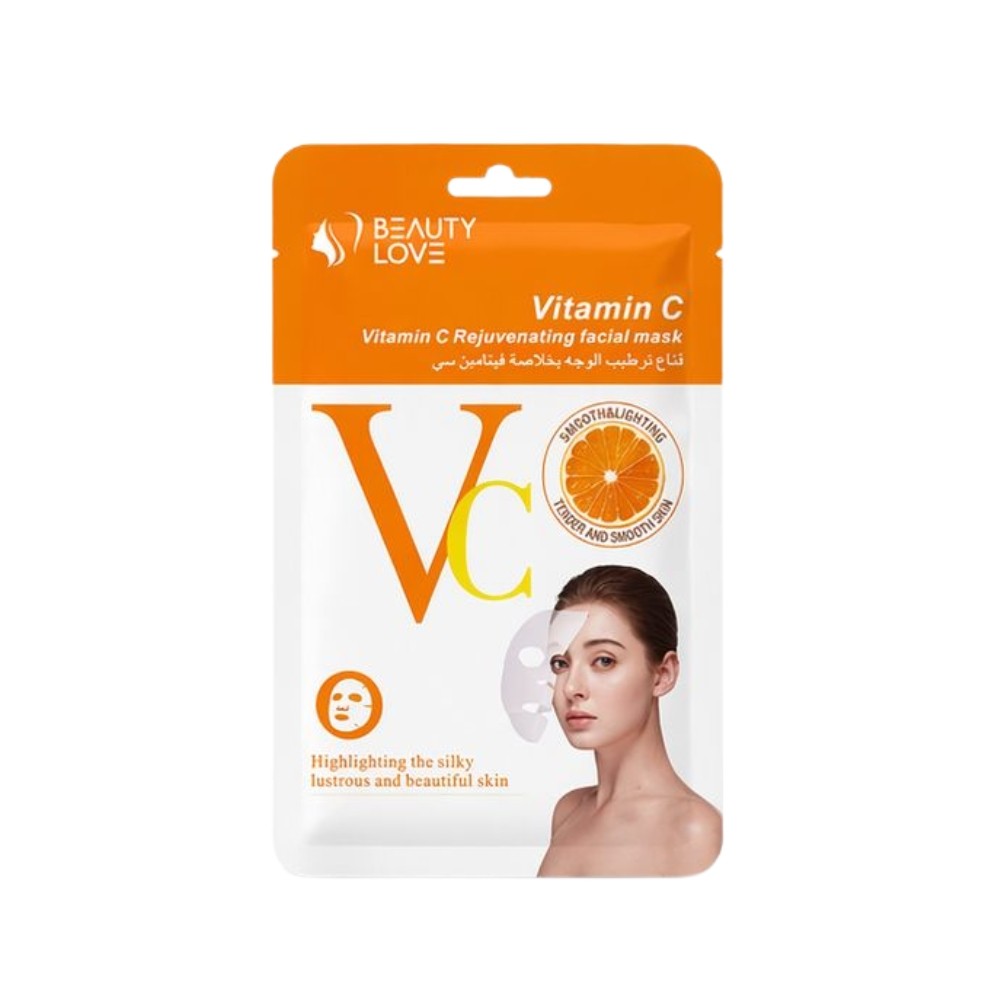 BEAUTY
LOVE
Vitamin C
Vitamin C Rejuvenating facial mask
قناع ترطيب الوجه بخلاصة فيتامين سي
VC
SMOOTH&LIGHTING
TENDER AND SMOOTH SKIN
Highlighting the silky
lustrous and beautiful skin